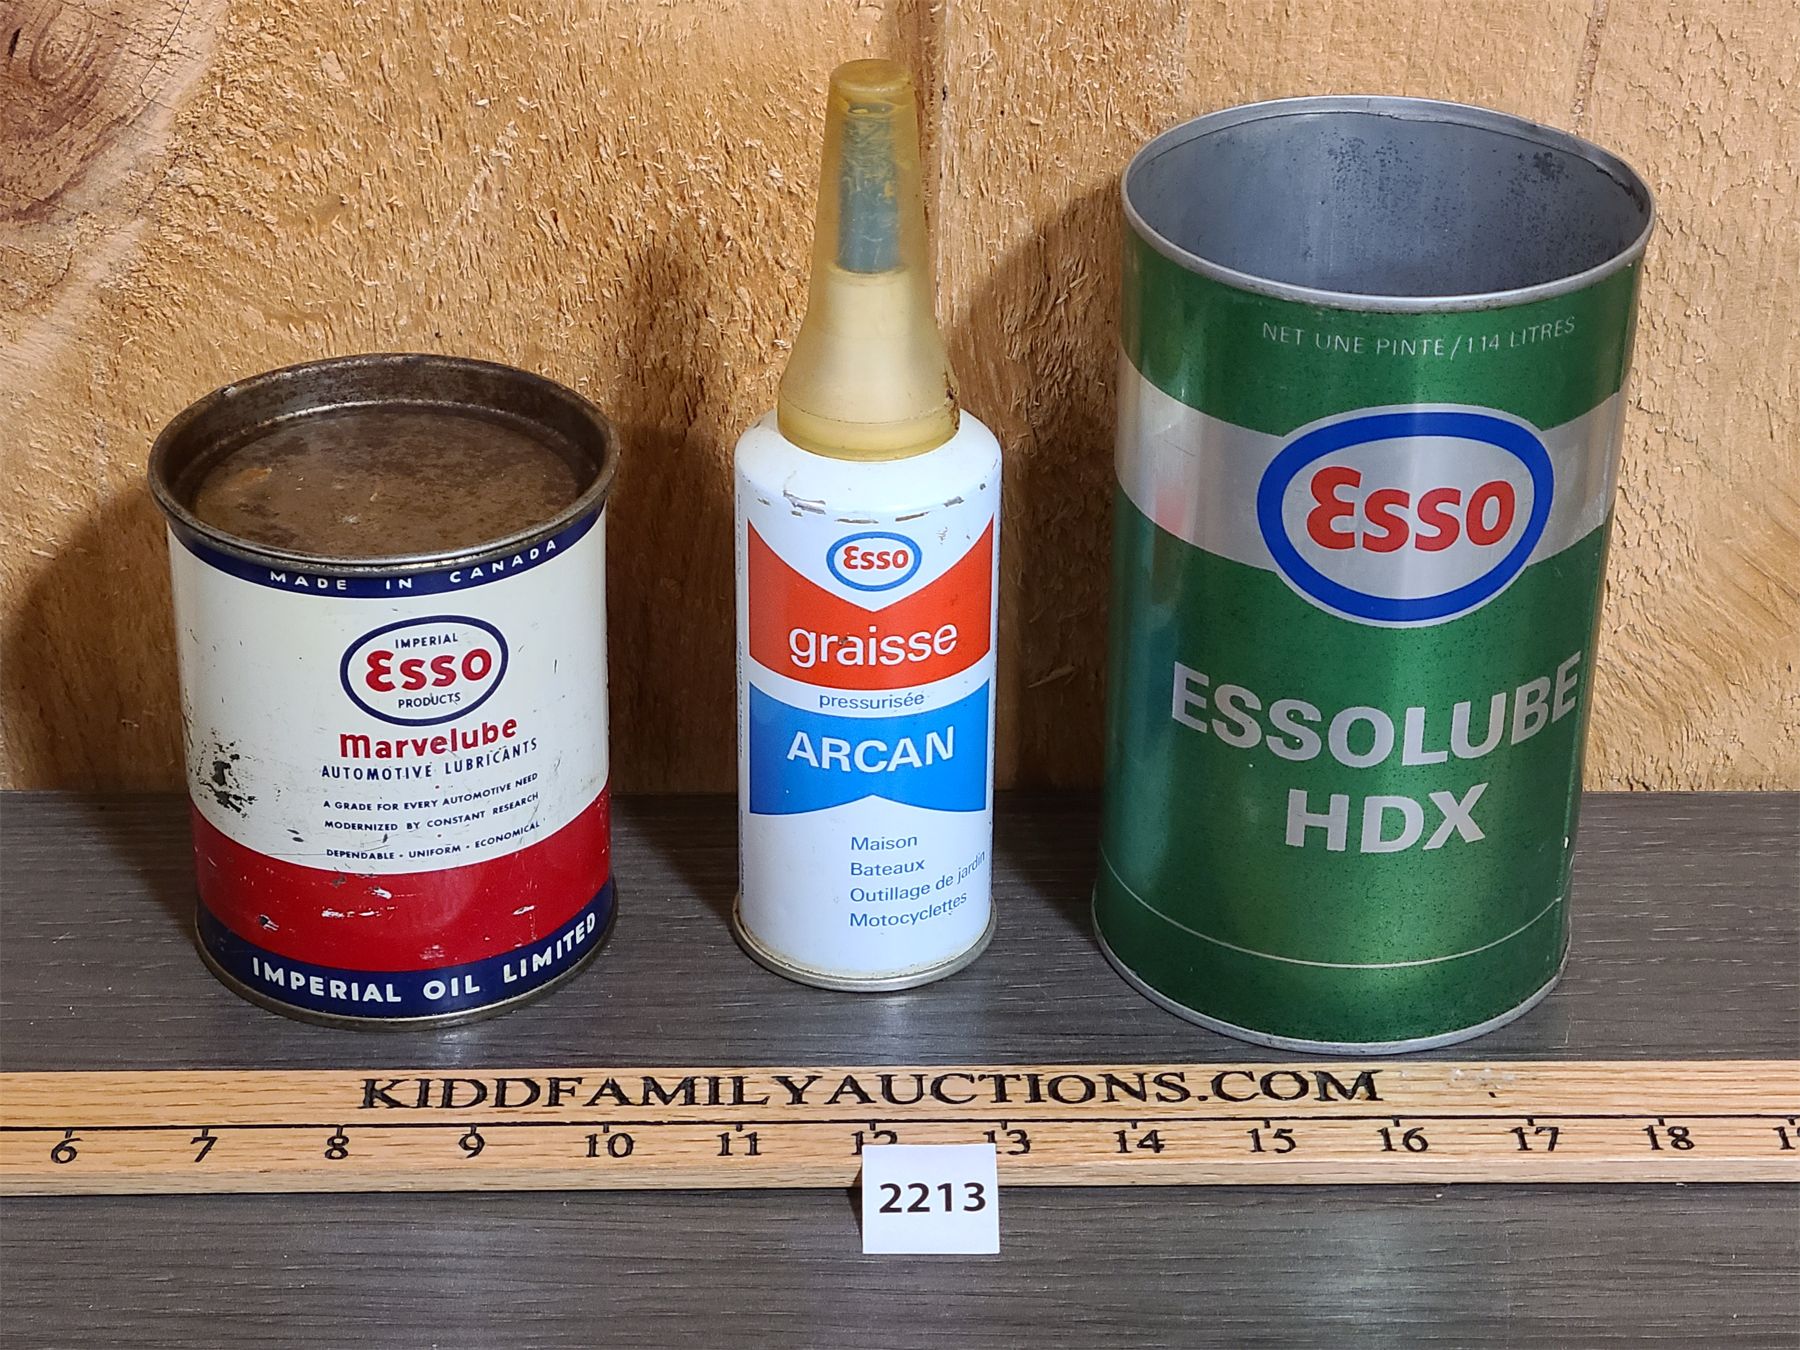 MADE IN CANADA
IMPERIAL
Esso
PRODUCTS
marvelube
AUTOMOTIVE LUBRICANTS
A GRADE FOR EVERY AUTOMOTIVE NEED
MODERNIZED BY CONSTANT RESEARCH
DEPENDABLE - UNIFORM - ECONOMICAL
IMPERIAL OIL LIMITED
Esso
graisse
pressurisée
ARCAN
Maison
Bateaux
Outillage de jardin
Motocyclettes
NET UNE PINTE/1.14 LITRES
Esso
ESSOLUBE
HDX
KIDDFAMILYAUCTIONS.COM
6 7 8 9 10 11 12 13 14 15 16 17 18
2213